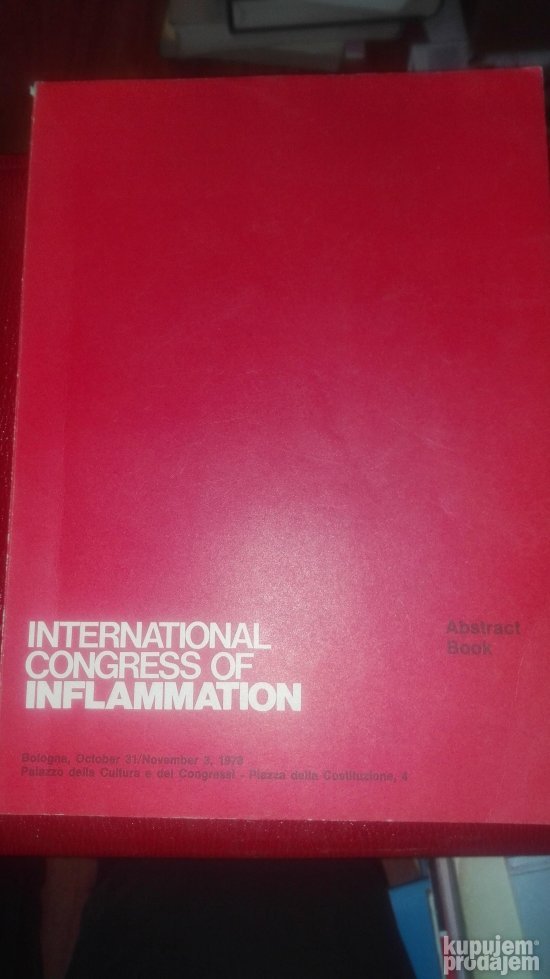 INTERNATIONAL
CONGRESS OF
INFLAMMATION
Abstract
Book
Bologna, October 31/November 3, 1978
Palazzo della Cultura e dei Congressi - Piazza della Costituzione, 4
kupujem
prodajem